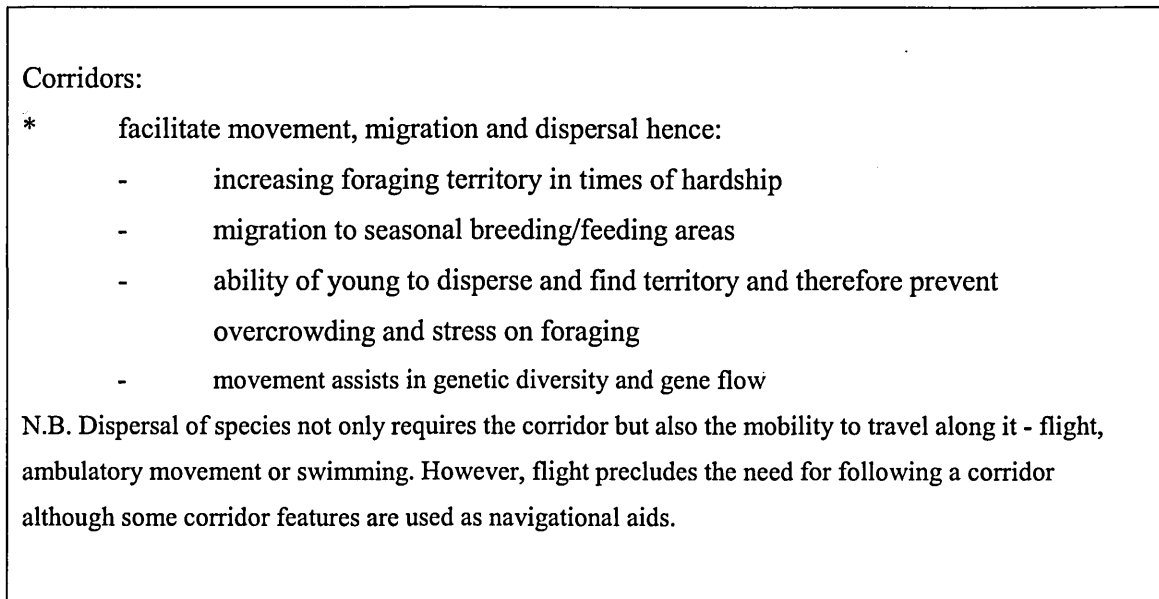 Corridors:
* facilitate movement, migration and dispersal hence:
- increasing foraging territory in times of hardship
- migration to seasonal breeding/feeding areas
- ability of young to disperse and find territory and therefore prevent
overcrowding and stress on foraging
- movement assists in genetic diversity and gene flow
N.B. Dispersal of species not only requires the corridor but also the mobility to travel along it - flight,
ambulatory movement or swimming. However, flight precludes the need for following a corridor
although some corridor features are used as navigational aids.